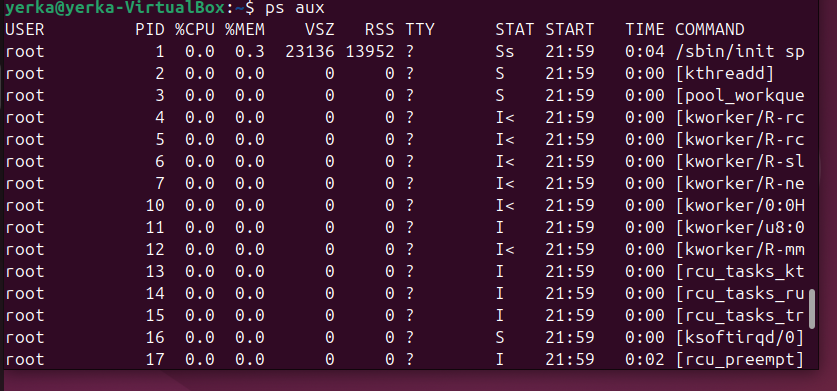 yerka@yerka-VirtualBox:~$ ps aux
USER PID %CPU %MEM VSZ RSS TTY STAT START TIME COMMAND
root 1 0.0 0.3 23136 13952 ? Ss 21:59 0:04 /sbin/init sp
root 2 0.0 0.0 0 0 ? S 21:59 0:00 [kthreadd]
root 3 0.0 0.0 0 0 ? S 21:59 0:00 [pool_workque
root 4 0.0 0.0 0 0 ? I< 21:59 0:00 [kworker/R-rc
root 5 0.0 0.0 0 0 ? I< 21:59 0:00 [kworker/R-rc
root 6 0.0 0.0 0 0 ? I< 21:59 0:00 [kworker/R-sl
root 7 0.0 0.0 0 0 ? I< 21:59 0:00 [kworker/R-ne
root 10 0.0 0.0 0 0 ? I< 21:59 0:00 [kworker/0:0H
root 11 0.0 0.0 0 0 ? I 21:59 0:00 [kworker/u8:0
root 12 0.0 0.0 0 0 ? I< 21:59 0:00 [kworker/R-mm
root 13 0.0 0.0 0 0 ? I 21:59 0:00 [rcu_tasks_kt
root 14 0.0 0.0 0 0 ? I 21:59 0:00 [rcu_tasks_ru
root 15 0.0 0.0 0 0 ? I 21:59 0:00 [rcu_tasks_tr
root 16 0.0 0.0 0 0 ? S 21:59 0:00 [ksoftirqd/0]
root 17 0.0 0.0 0 0 ? I 21:59 0:02 [rcu_preempt]